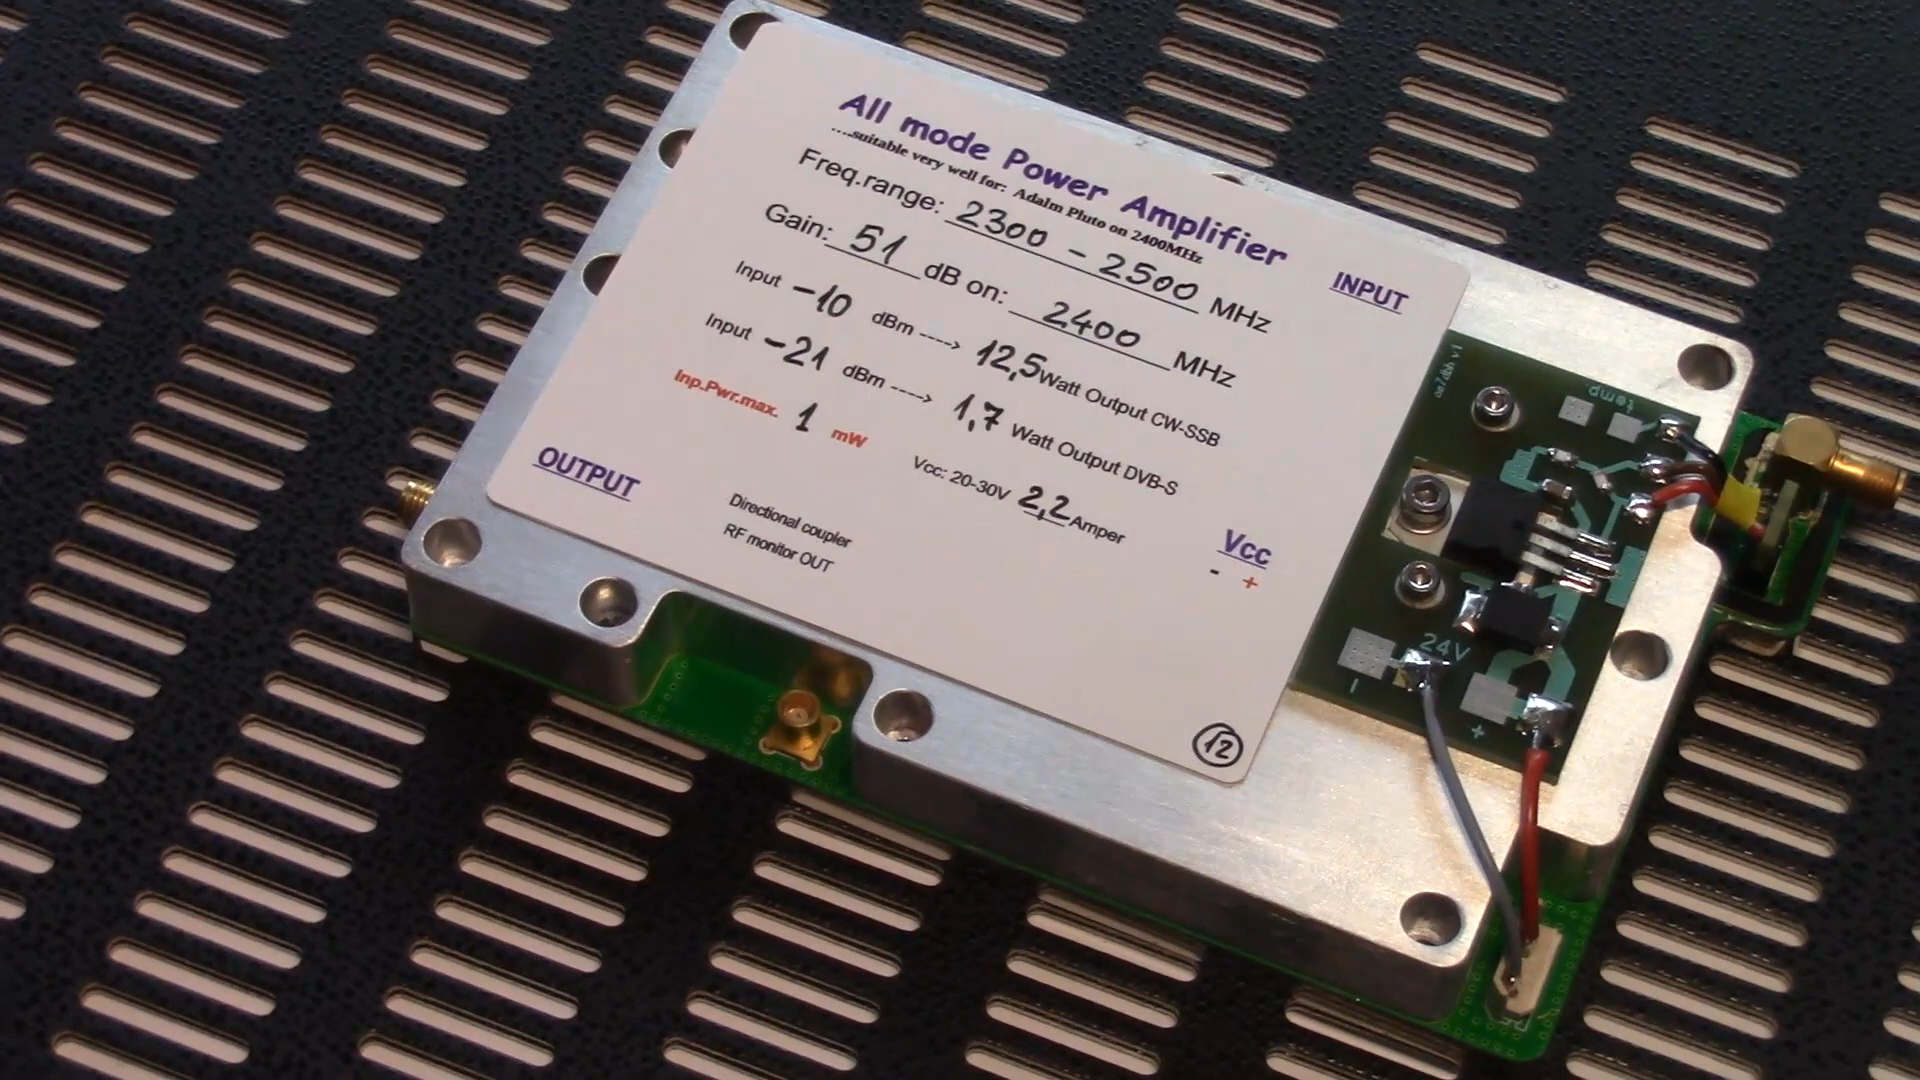 All mode Power Amplifier
....suitable very well for: Adalm Pluto on 2400MHz
Freq.range: 2300 - 2500 MHz
Gain: 51 dB on: 2400 MHz
INPUT
Input -10 dBm ----> 12,5 Watt Output CW-SSB
Input -21 dBm ----> 1,7 Watt Output DVB-S
Inp.Pwr.max. 1 mW
Vcc: 20-30V 2,2 Amper
OUTPUT
Directional coupler
RF monitor OUT
Vcc
- +
12
oe7dbh v1
temp
24V
- +